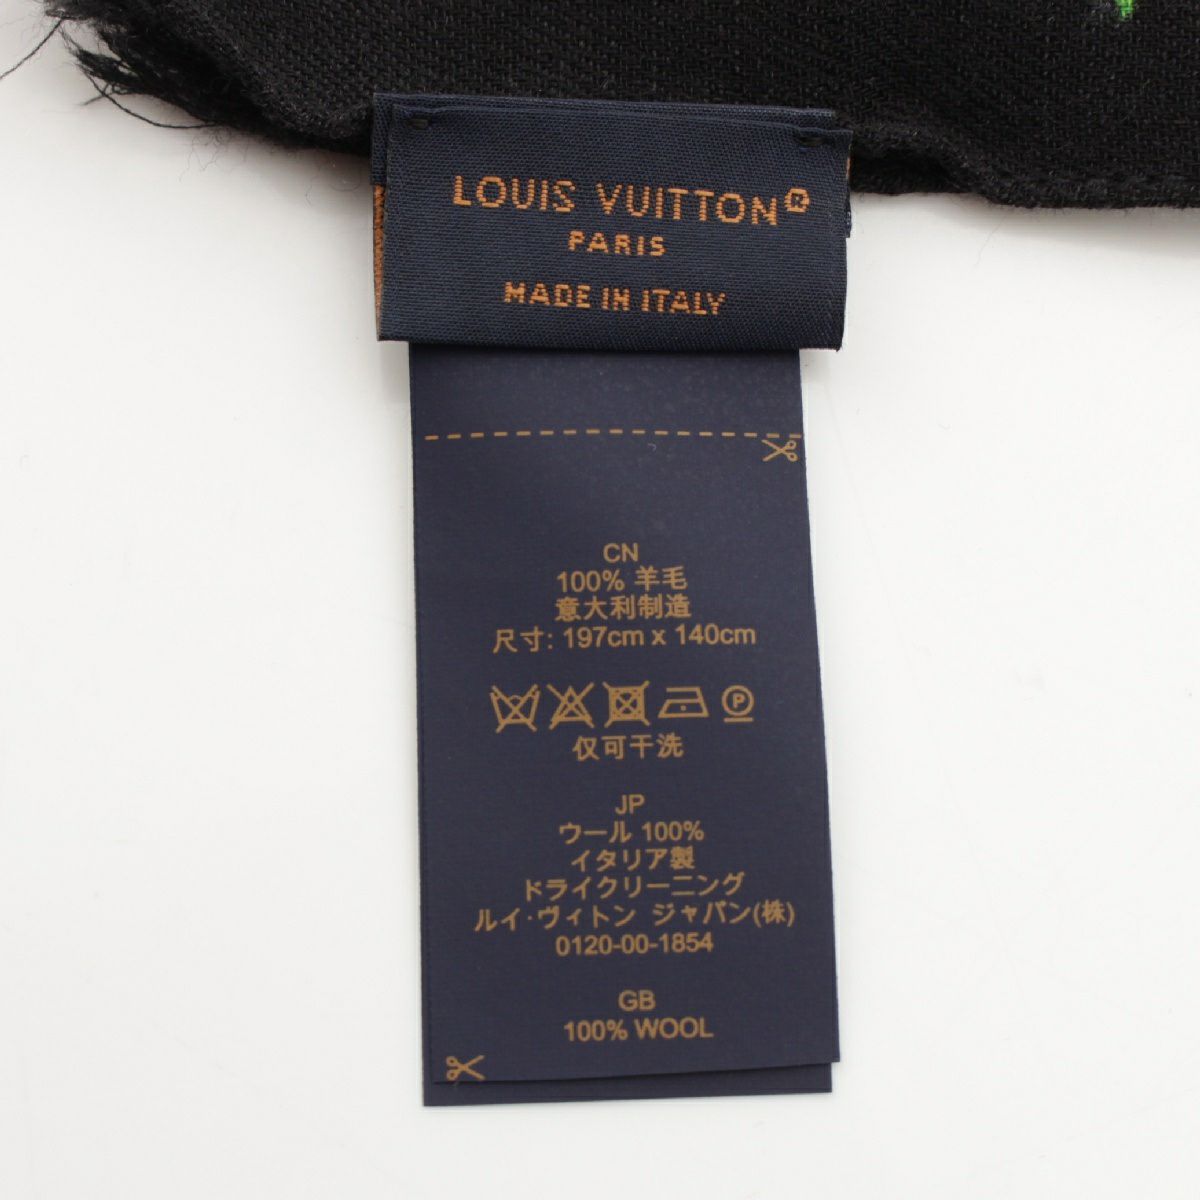 LOUIS VUITTON®
PARIS
MADE IN ITALY
CN
100% 羊毛
意大利制造
尺寸: 197cm x 140cm
P
仅可干洗
JP
ウール 100%
イタリア製
ドライクリーニング
ルイ・ヴィトン ジャパン(株)
0120-00-1854
GB
100% WOOL